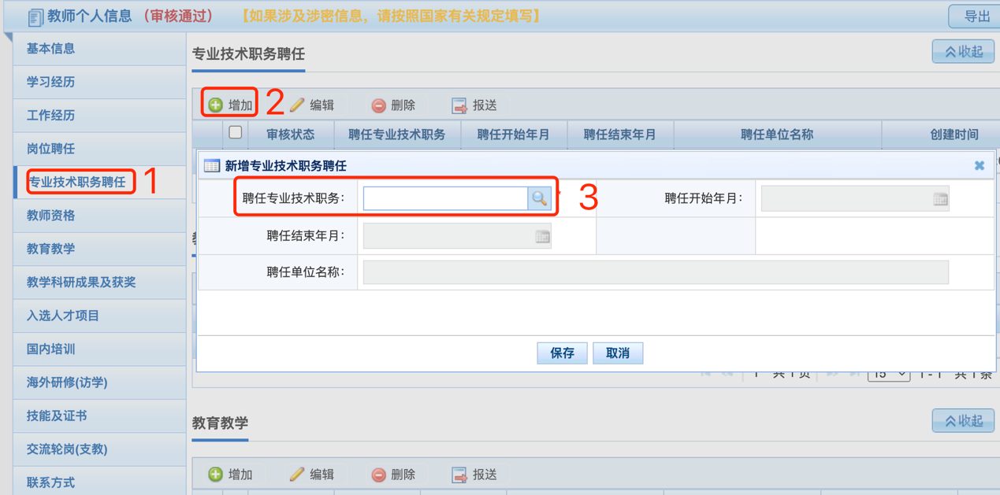 教师个人信息 （审核通过） 【如果涉及涉密信息，请按照国家有关规定填写】 导出
基本信息
学习经历
工作经历
岗位聘任
专业技术职务聘任 1
教师资格
教育教学
教学科研成果及获奖
入选人才项目
国内培训
海外研修(访学)
技能及证书
交流轮岗(支教)
联系方式
专业技术职务聘任 收起
增加 2 编辑 删除 报送
审核状态 聘任专业技术职务 聘任开始年月 聘任结束年月 聘任单位名称 创建时间
新增专业技术职务聘任
聘任专业技术职务： * 3 聘任开始年月：
聘任结束年月：
聘任单位名称：
保存 取消
1 共 1 页 15 1 - 1 共 1 条
教育教学 收起
增加 编辑 删除 报送